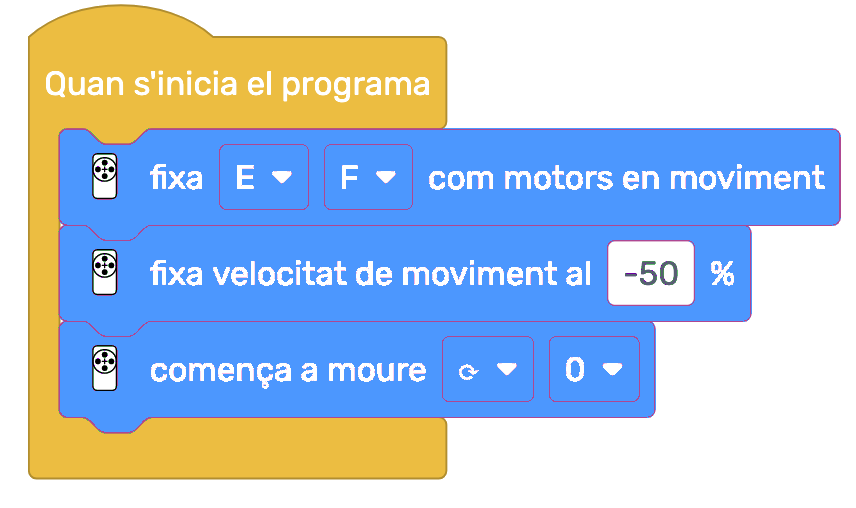 Quan s'inicia el programa
fixa E F com motors en moviment
fixa velocitat de moviment al -50 %
comença a moure ⟳ 0